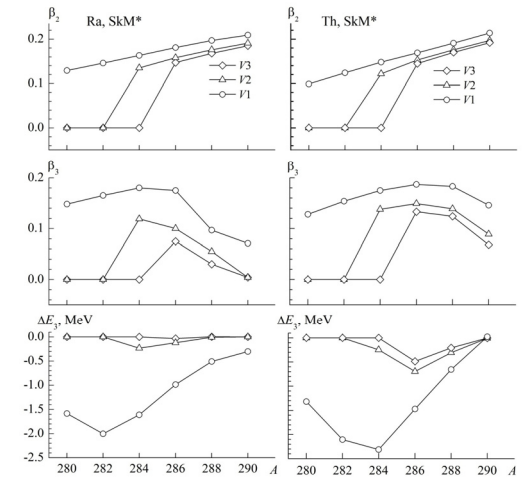 β2 Ra, SkM* β2 Th, SkM*
0.2
0.1
0.0
V3
V2
V1
V3
V2
V1
β3 β3
0.2
0.1
0.0
ΔE3, MeV ΔE3, MeV
0.0
-0.5
-1.0
-1.5
-2.0
-2.5
280 282 284 286 288 290 A 280 282 284 286 288 290 A